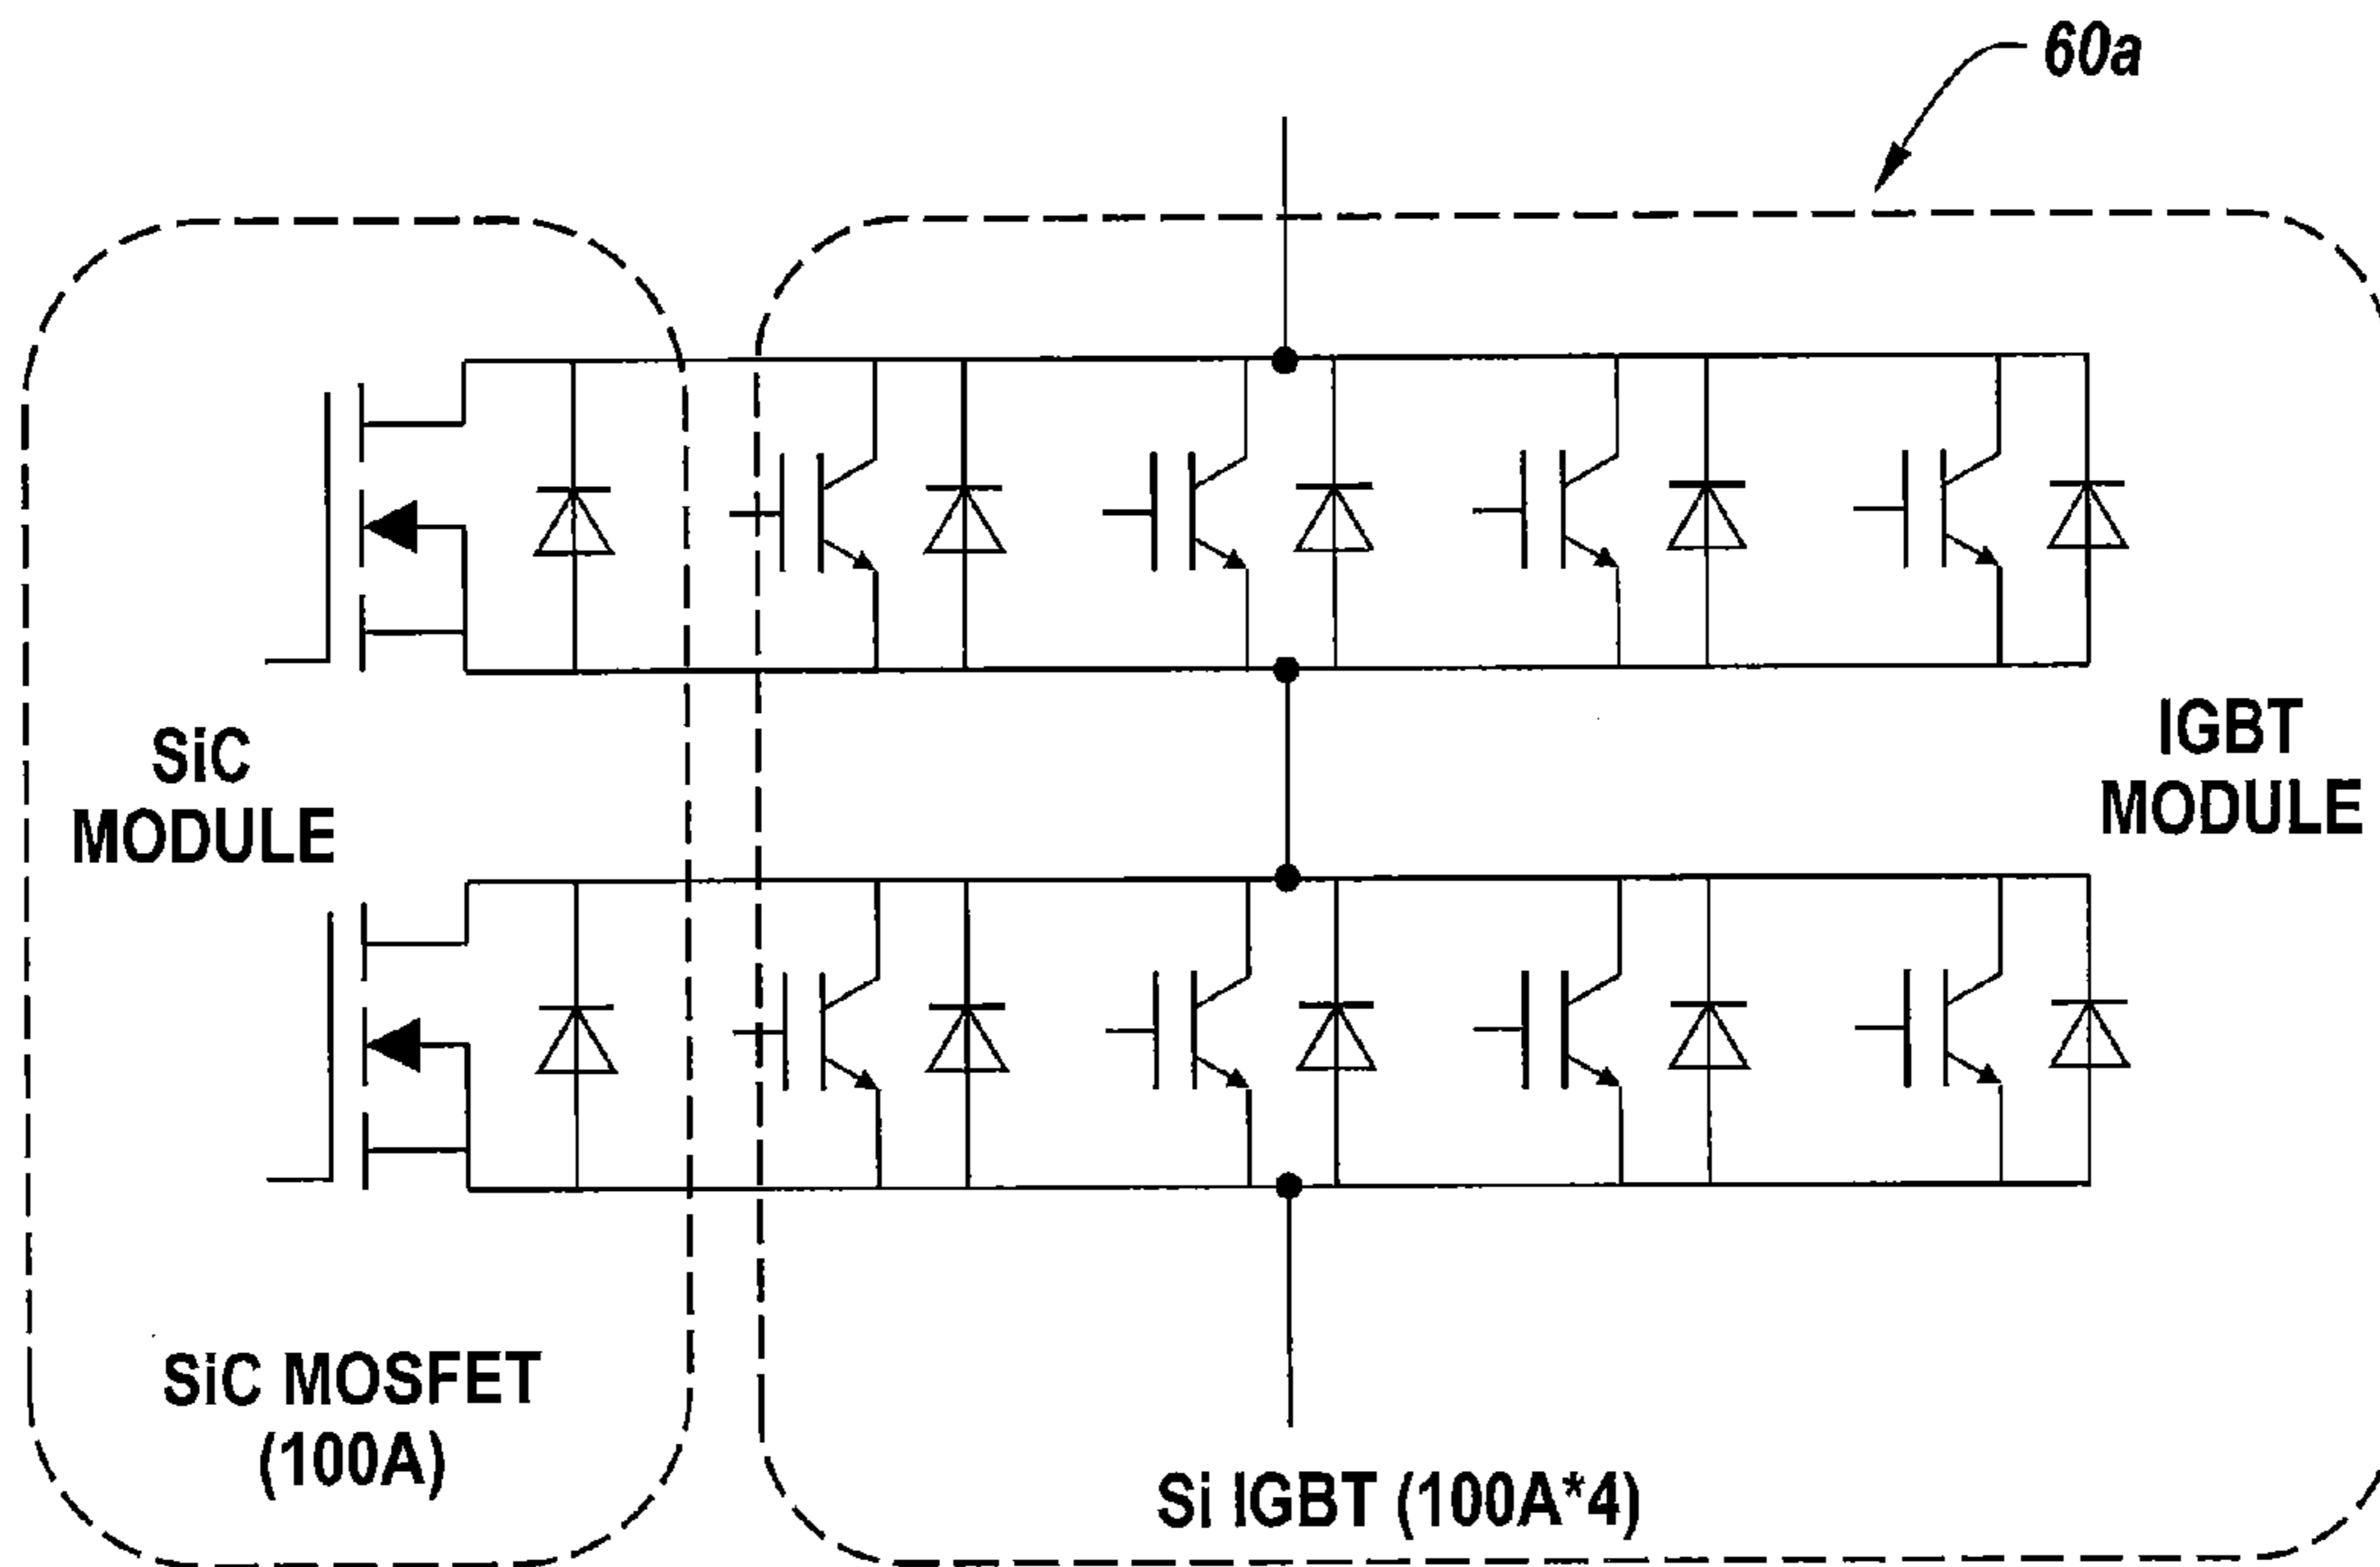 60a
SiC
MODULE
IGBT
MODULE
SiC MOSFET
(100A)
Si IGBT (100A*4)